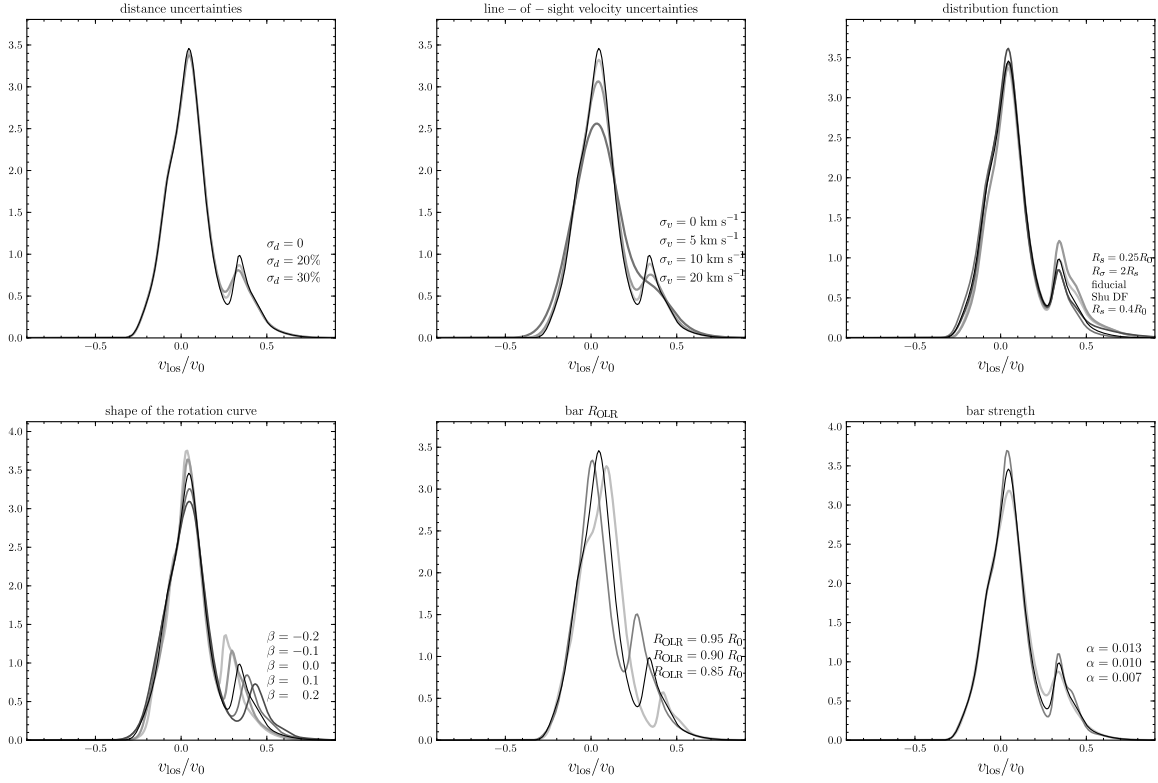 distance uncertainties
3.5
3.0
2.5
2.0
1.5
1.0
0.5
0.0
σ_d = 0
σ_d = 20%
σ_d = 30%
−0.5 0.0 0.5
v_los/v_0
line − of − sight velocity uncertainties
3.5
3.0
2.5
2.0
1.5
1.0
0.5
0.0
σ_v = 0 km s⁻¹
σ_v = 5 km s⁻¹
σ_v = 10 km s⁻¹
σ_v = 20 km s⁻¹
−0.5 0.0 0.5
v_los/v_0
distribution function
3.5
3.0
2.5
2.0
1.5
1.0
0.5
0.0
R_s = 0.25R_0
R_σ = 2R_s
fiducial
Shu DF
R_s = 0.4R_0
−0.5 0.0 0.5
v_los/v_0
shape of the rotation curve
4.0
3.5
3.0
2.5
2.0
1.5
1.0
0.5
0.0
β = −0.2
β = −0.1
β = 0.0
β = 0.1
β = 0.2
−0.5 0.0 0.5
v_los/v_0
bar R_OLR
3.5
3.0
2.5
2.0
1.5
1.0
0.5
0.0
R_OLR = 0.95 R_0
R_OLR = 0.90 R_0
R_OLR = 0.85 R_0
−0.5 0.0 0.5
v_los/v_0
bar strength
4.0
3.5
3.0
2.5
2.0
1.5
1.0
0.5
0.0
α = 0.013
α = 0.010
α = 0.007
−0.5 0.0 0.5
v_los/v_0